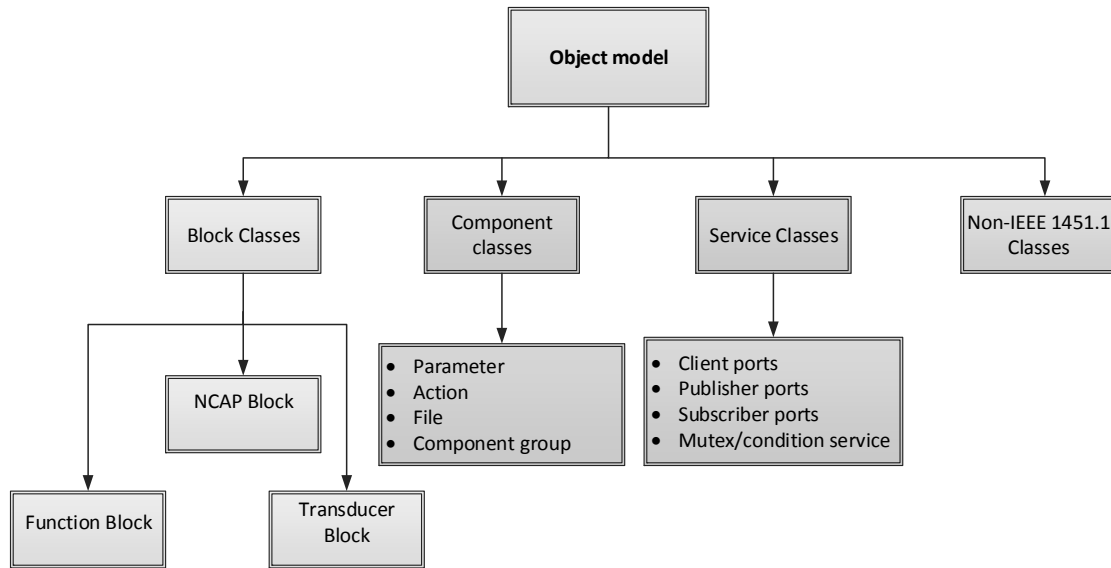 Object model
Block Classes
Component
classes
Service Classes
Non-IEEE 1451.1
Classes
• Parameter
• Action
• File
• Component group
• Client ports
• Publisher ports
• Subscriber ports
• Mutex/condition service
NCAP Block
Function Block
Transducer
Block